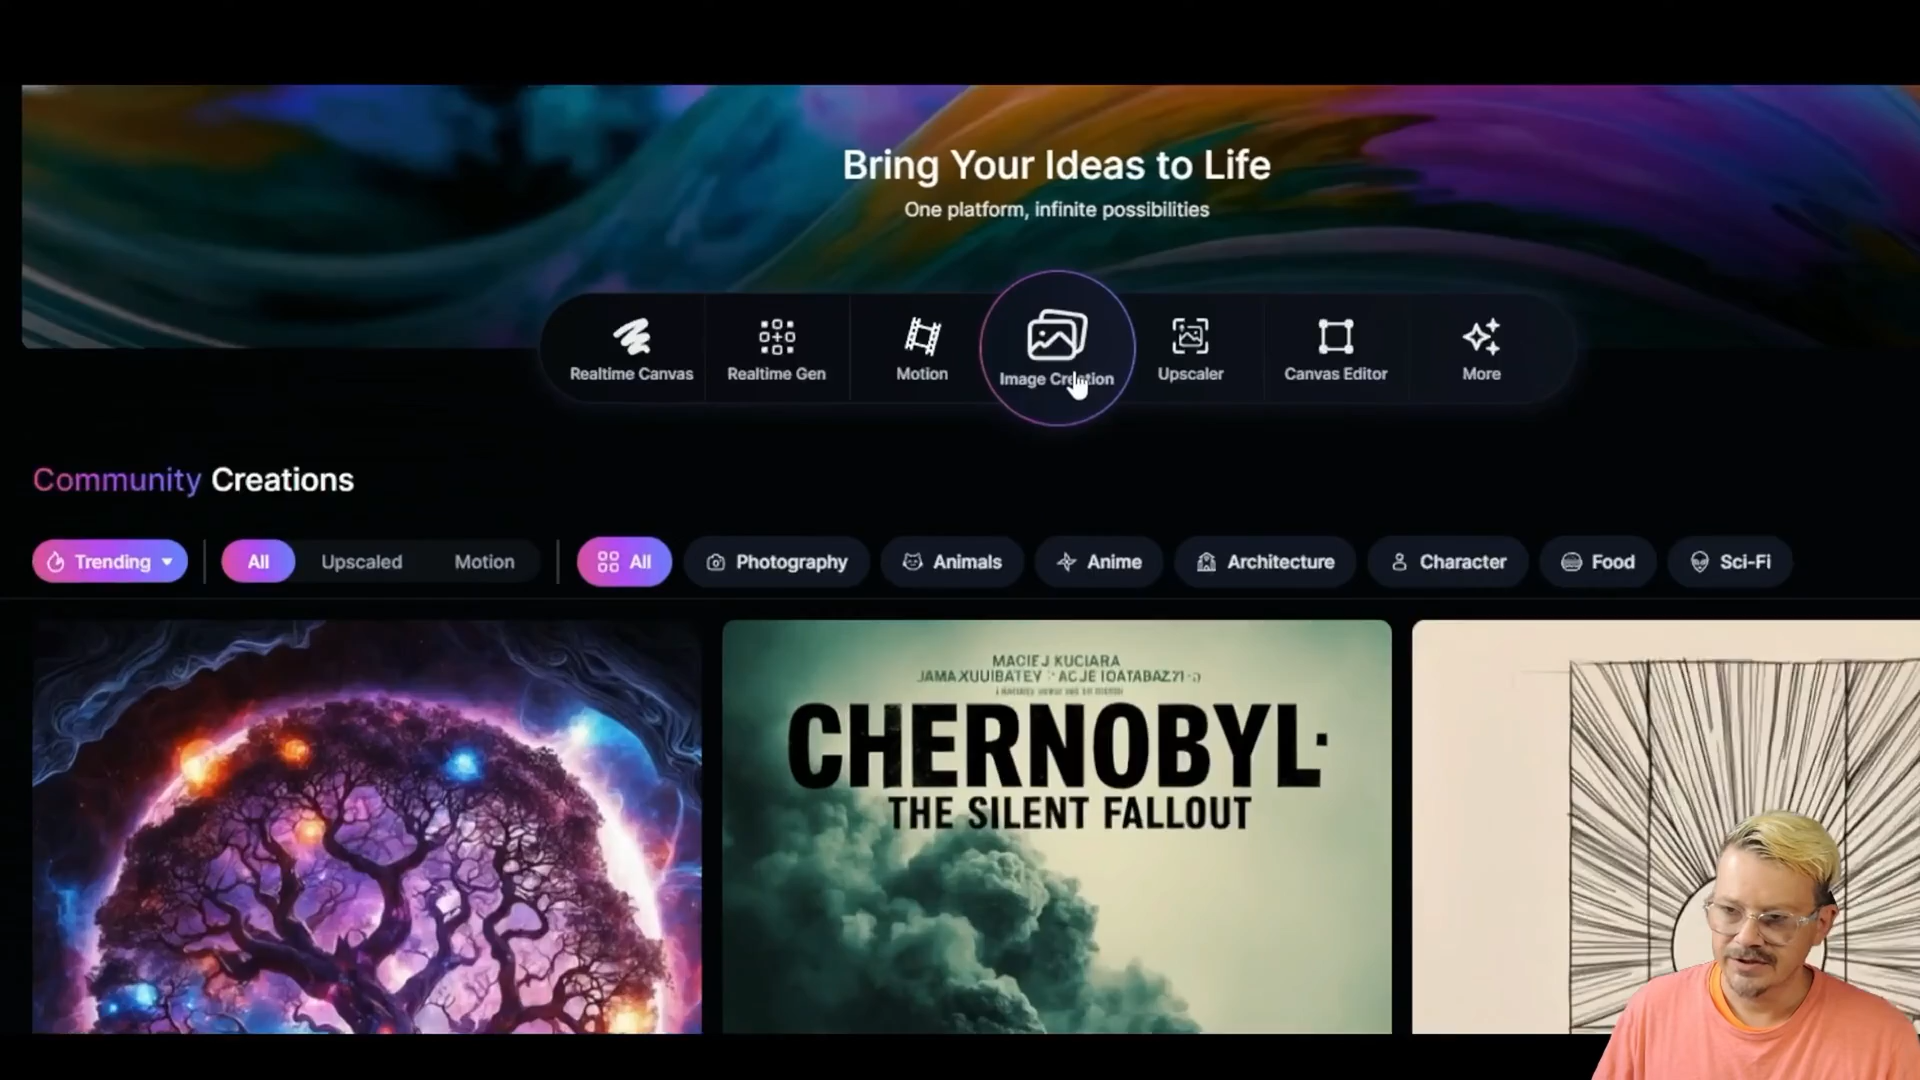 Bring Your Ideas to Life
One platform, infinite possibilities
Realtime Canvas
Realtime Gen
Motion
Image Creation
Upscaler
Canvas Editor
More
Community Creations
Trending
All
Upscaled
Motion
All
Photography
Animals
Anime
Architecture
Character
Food
Sci-Fi
MACIEJ KUCIARA
CHERNOBYL
THE SILENT FALLOUT